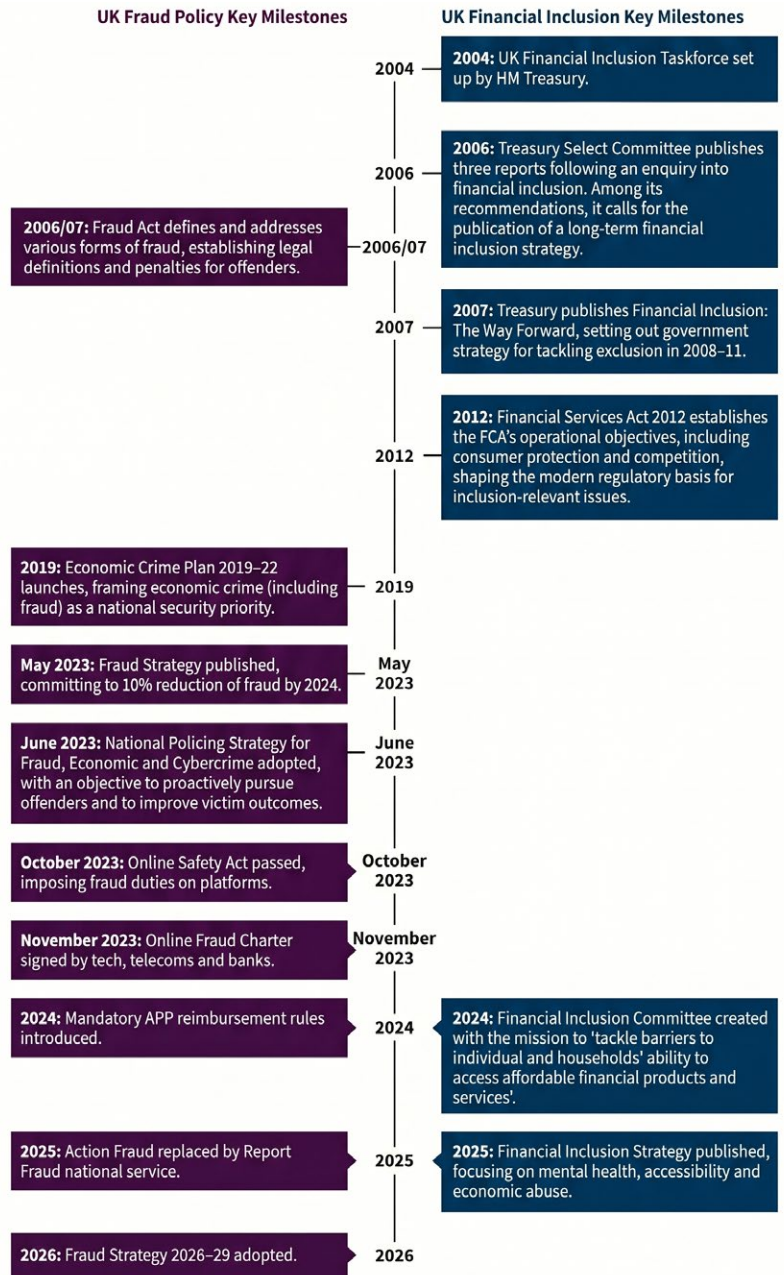 UK Fraud Policy Key Milestones
UK Financial Inclusion Key Milestones
2004
2004: UK Financial Inclusion Taskforce set
up by HM Treasury.
2006
2006: Treasury Select Committee publishes
three reports following an enquiry into
financial inclusion. Among its
recommendations, it calls for the
publication of a long-term financial
inclusion strategy.
2006/07: Fraud Act defines and addresses
various forms of fraud, establishing legal
definitions and penalties for offenders.
2006/07
2007
2007: Treasury publishes Financial Inclusion:
The Way Forward, setting out government
strategy for tackling exclusion in 2008–11.
2012
2012: Financial Services Act 2012 establishes
the FCA's operational objectives, including
consumer protection and competition,
shaping the modern regulatory basis for
inclusion-relevant issues.
2019: Economic Crime Plan 2019–22
launches, framing economic crime (including
fraud) as a national security priority.
2019
May 2023: Fraud Strategy published,
committing to 10% reduction of fraud by 2024.
May
2023
June 2023: National Policing Strategy for
Fraud, Economic and Cybercrime adopted,
with an objective to proactively pursue
offenders and to improve victim outcomes.
June
2023
October 2023: Online Safety Act passed,
imposing fraud duties on platforms.
October
2023
November 2023: Online Fraud Charter
signed by tech, telecoms and banks.
November
2023
2024: Mandatory APP reimbursement rules
introduced.
2024
2024: Financial Inclusion Committee created
with the mission to 'tackle barriers to
individual and households' ability to
access affordable financial products and
services'.
2025: Action Fraud replaced by Report
Fraud national service.
2025
2025: Financial Inclusion Strategy published,
focusing on mental health, accessibility and
economic abuse.
2026: Fraud Strategy 2026–29 adopted.
2026